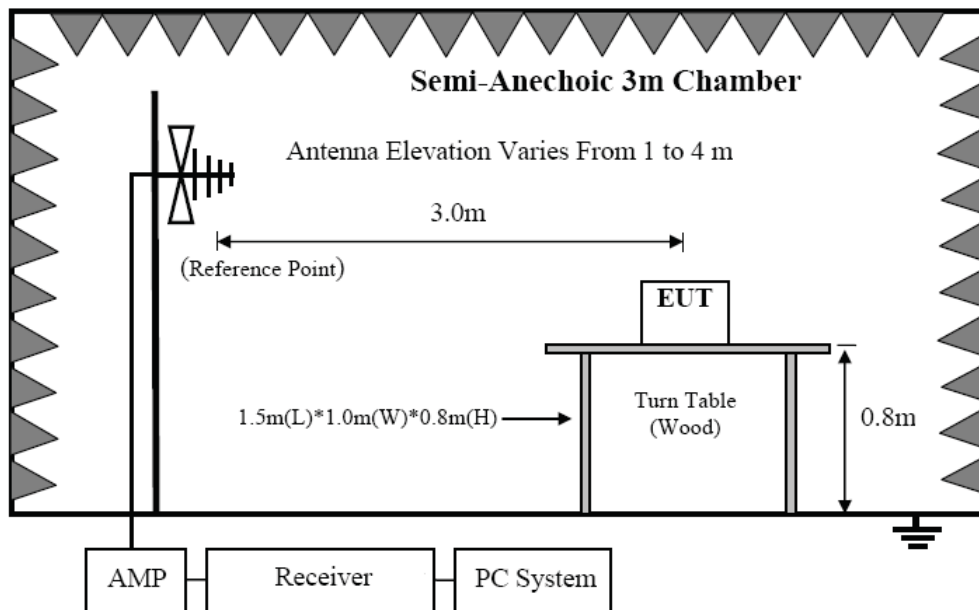 Semi-Anechoic 3m Chamber
Antenna Elevation Varies From 1 to 4 m
3.0m
(Reference Point)
EUT
1.5m(L)*1.0m(W)*0.8m(H)
Turn Table
(Wood)
0.8m
AMP
Receiver
PC System